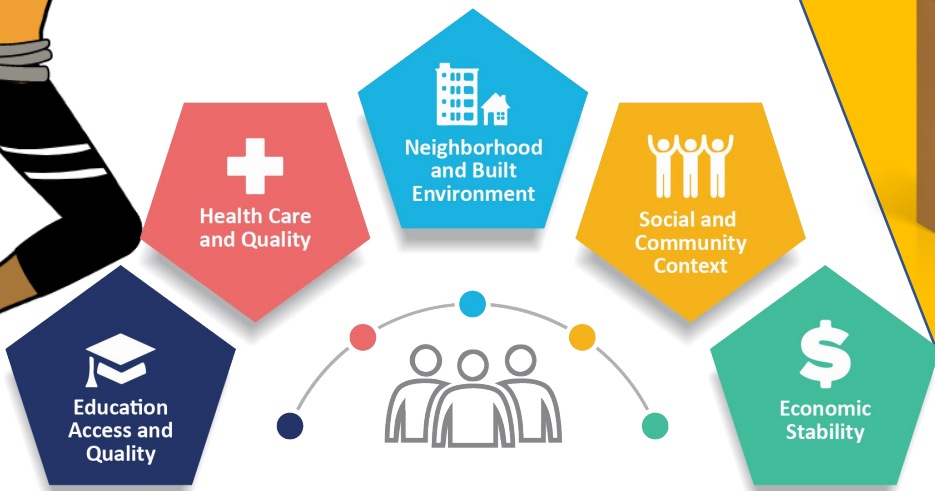 Neighborhood
and Built
Environment
Health Care
and Quality
Social and
Community
Context
Education
Access and
Quality
Economic
Stability